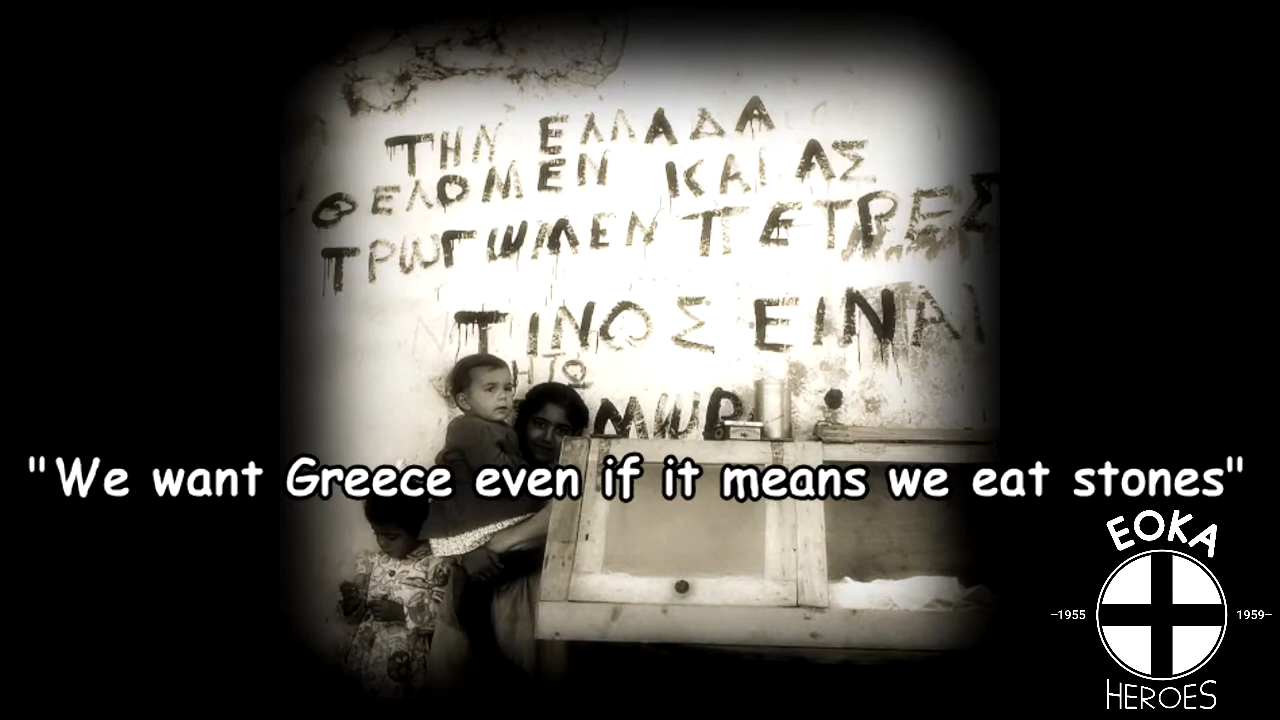 ΤΗΝ ΕΛΛΑΔΑ
ΘΕΛΟΜΕΝ ΚΑΙ ΑΣ
ΤΡΩΓΩΜΕΝ ΠΕΤΡΕΣ
ΤΙΝΟΣ ΕΙΝΑΙ
"We want Greece even if it means we eat stones"
EOKA
–1955 1959–
HEROES